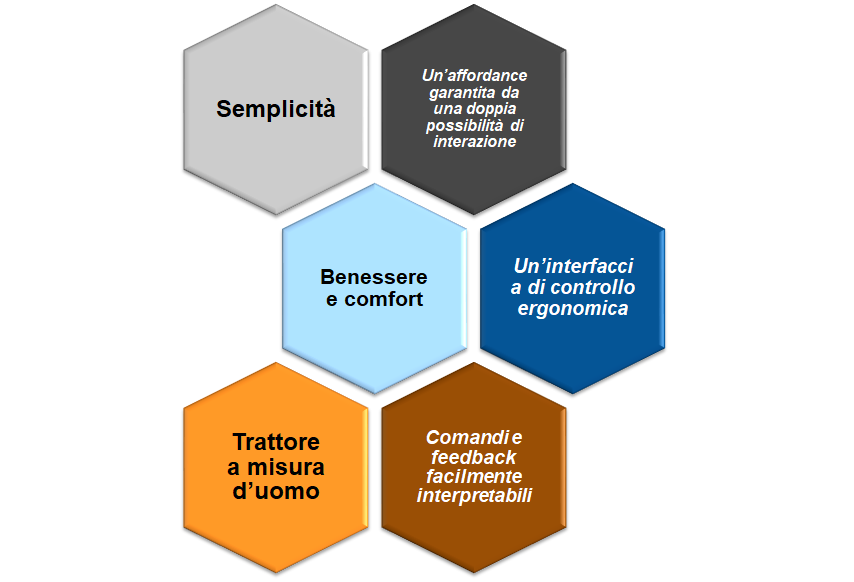 Semplicità
Un’affordance
garantita da
una doppia
possibilità di
interazione
Benessere
e comfort
Un’interfacci
a di controllo
ergonomica
Trattore
a misura
d’uomo
Comandi e
feedback
facilmente
interpretabili